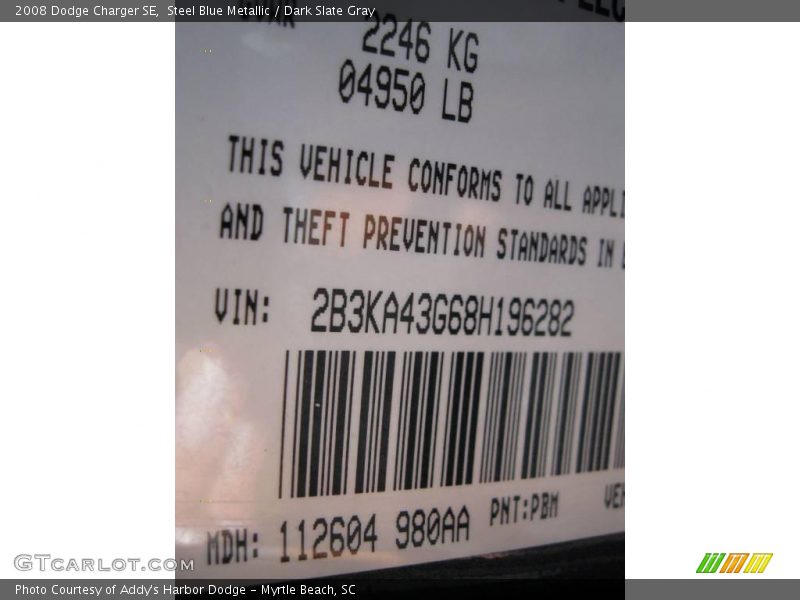 2008 Dodge Charger SE,  Steel Blue Metallic / Dark Slate Gray
2246 KG
04950 LB
THIS VEHICLE CONFORMS TO ALL APPLI
AND THEFT PREVENTION STANDARDS IN
VIN: 2B3KA43G68H196282
MDH: 112604 980AA PNT:PBM VEH
GTCarLot.com
Photo Courtesy of Addy's Harbor Dodge - Myrtle Beach, SC